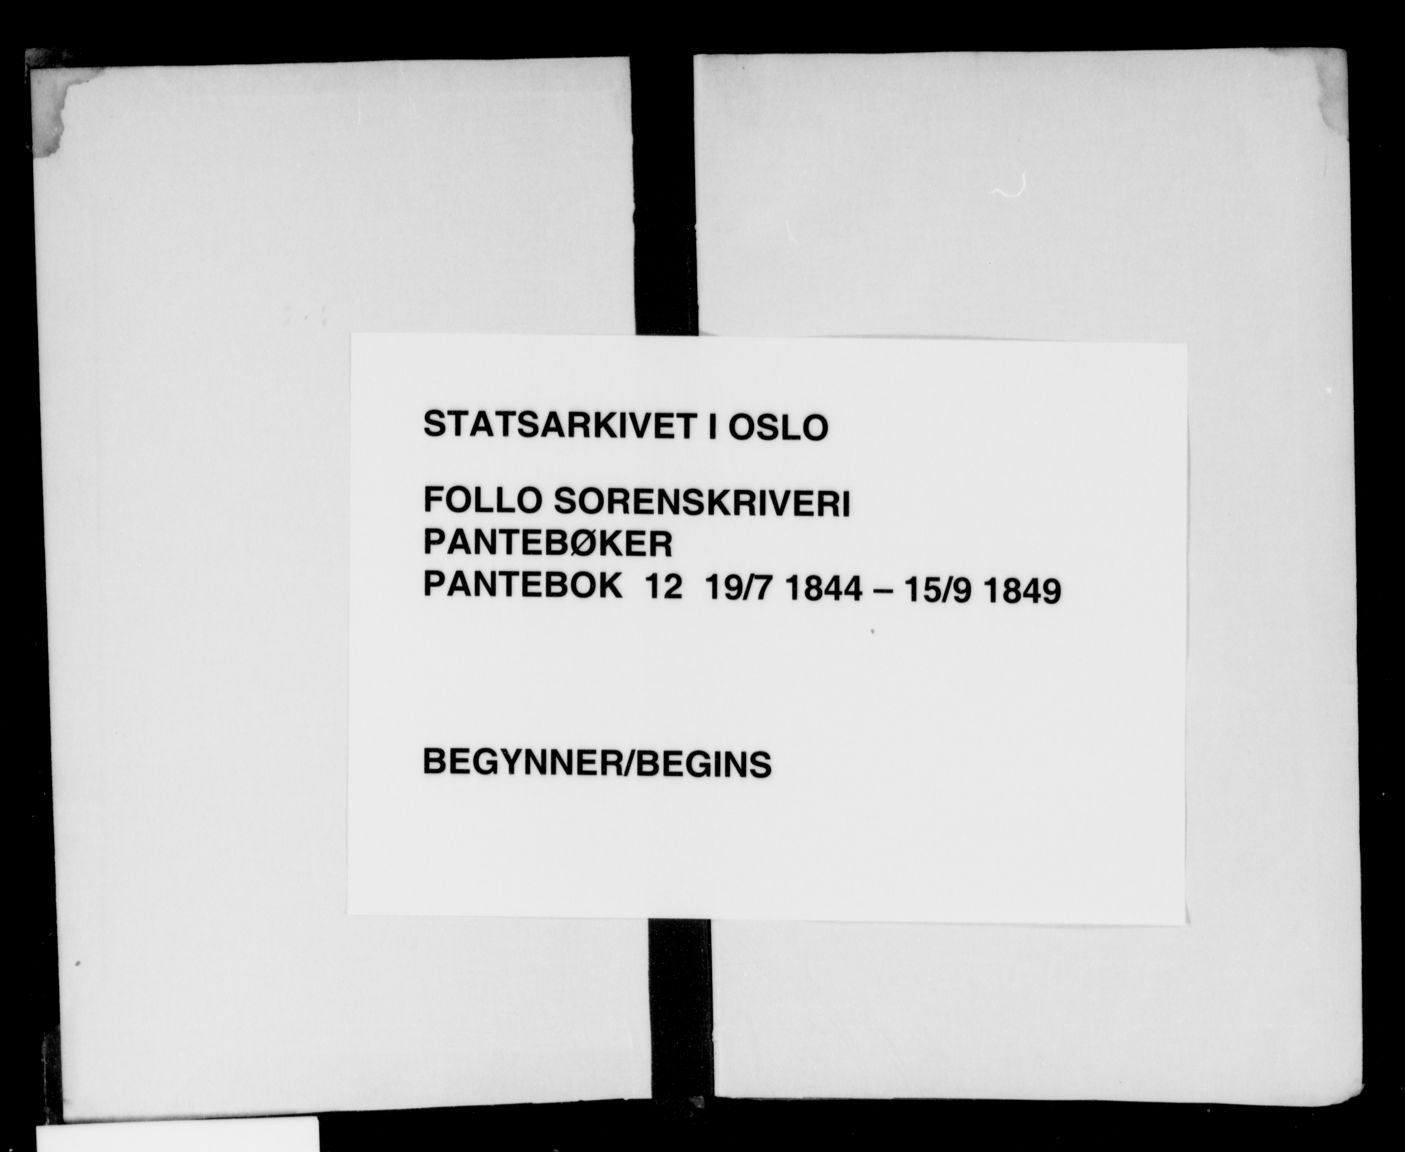 STATSARKIVET I OSLO
FOLLO SORENSKRIVERI
PANTEBØKER
PANTEBOK 12 19/7 1844 – 15/9 1849
BEGYNNER/BEGINS